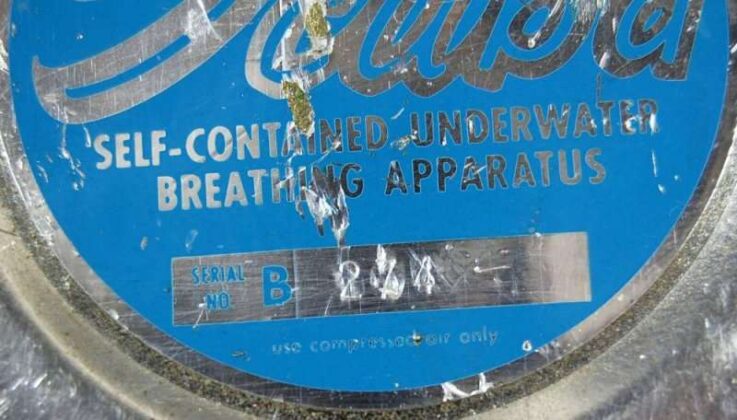 SELF-CONTAINED UNDERWATER
BREATHING APPARATUS
SERIAL
NO B
use compressed air only